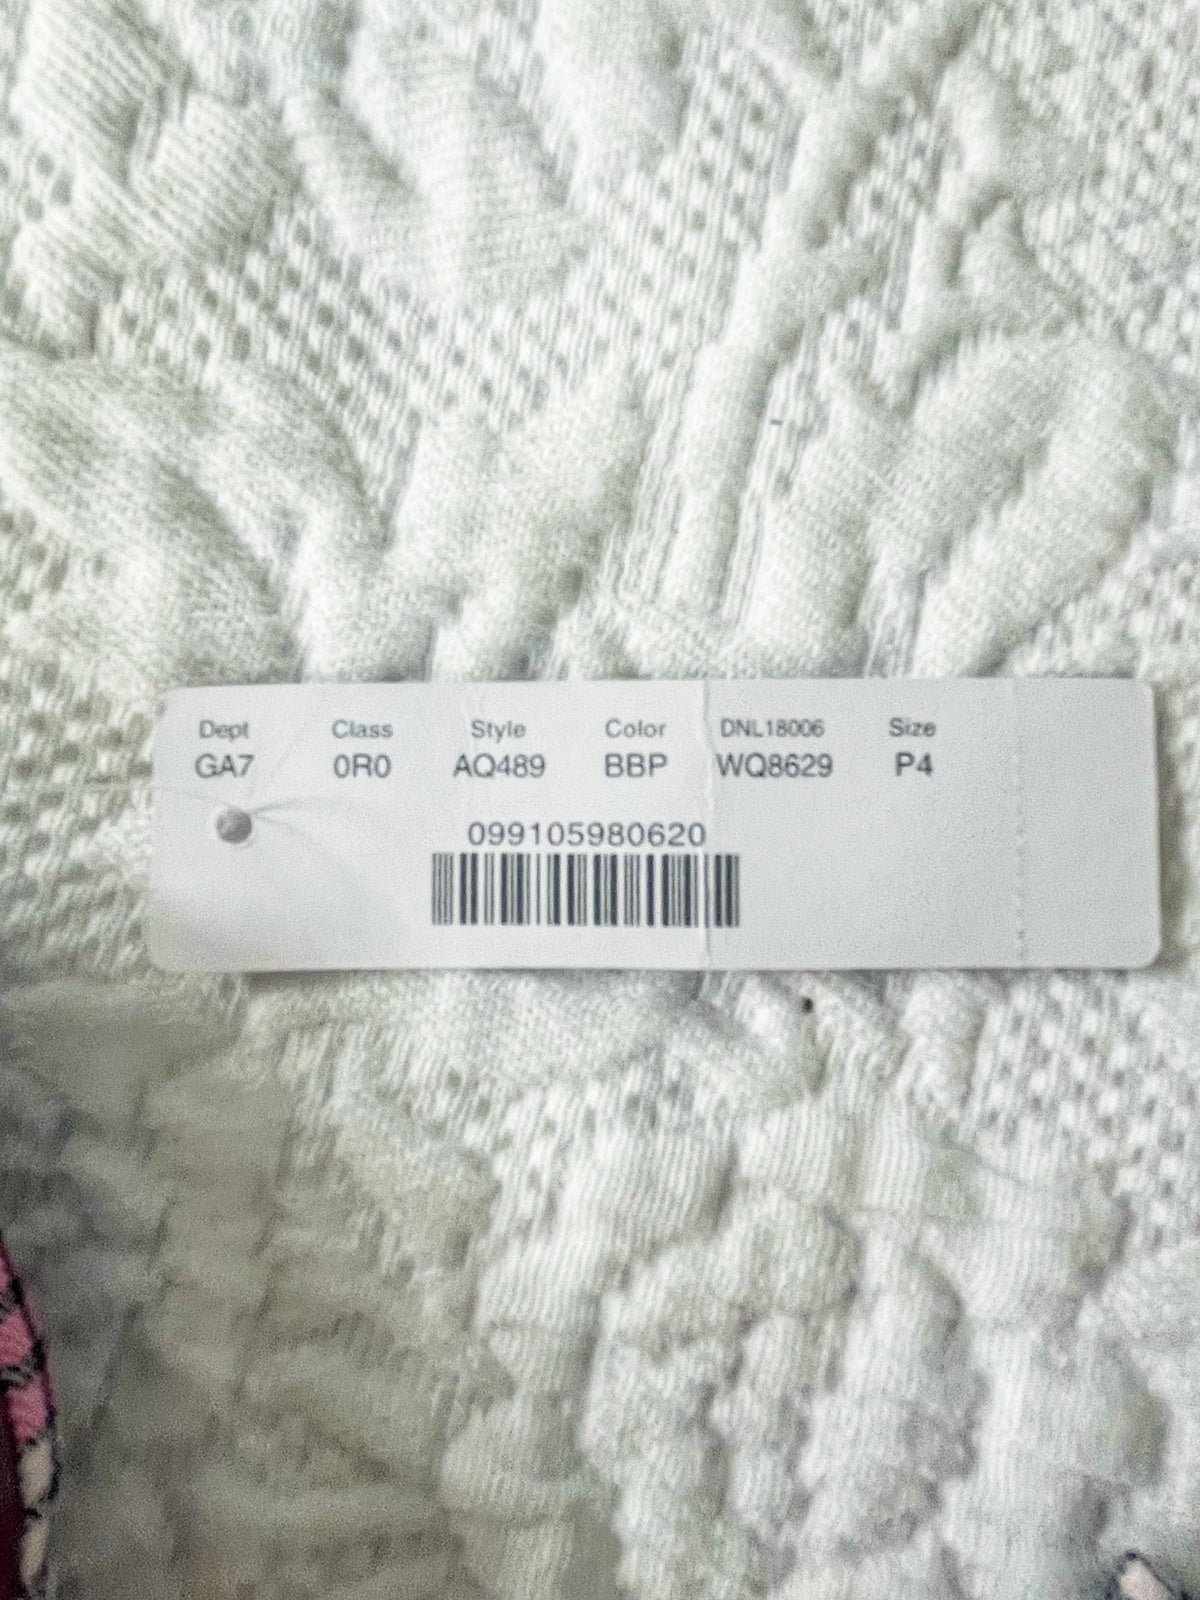 Dept Class Style Color DNL18006 Size
GA7 0R0 AQ489 BBP WQ8629 P4
099105980620